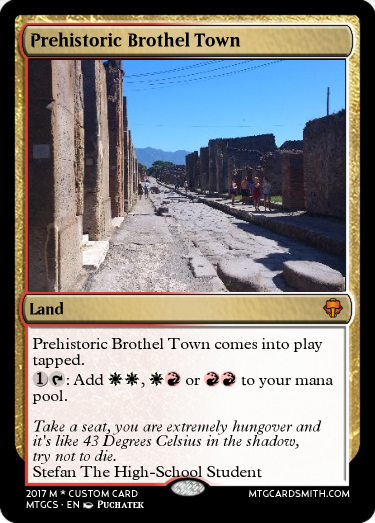 Prehistoric Brothel Town
Land
Prehistoric Brothel Town comes into play
tapped.
1: Add , or to your mana
pool.
Take a seat, you are extremely hungover and
it's like 43 Degrees Celsius in the shadow,
try not to die.
Stefan The High-School Student
2017 M * CUSTOM CARD
MTGCARDSMITH.COM
MTGCS · EN PUCHATEK